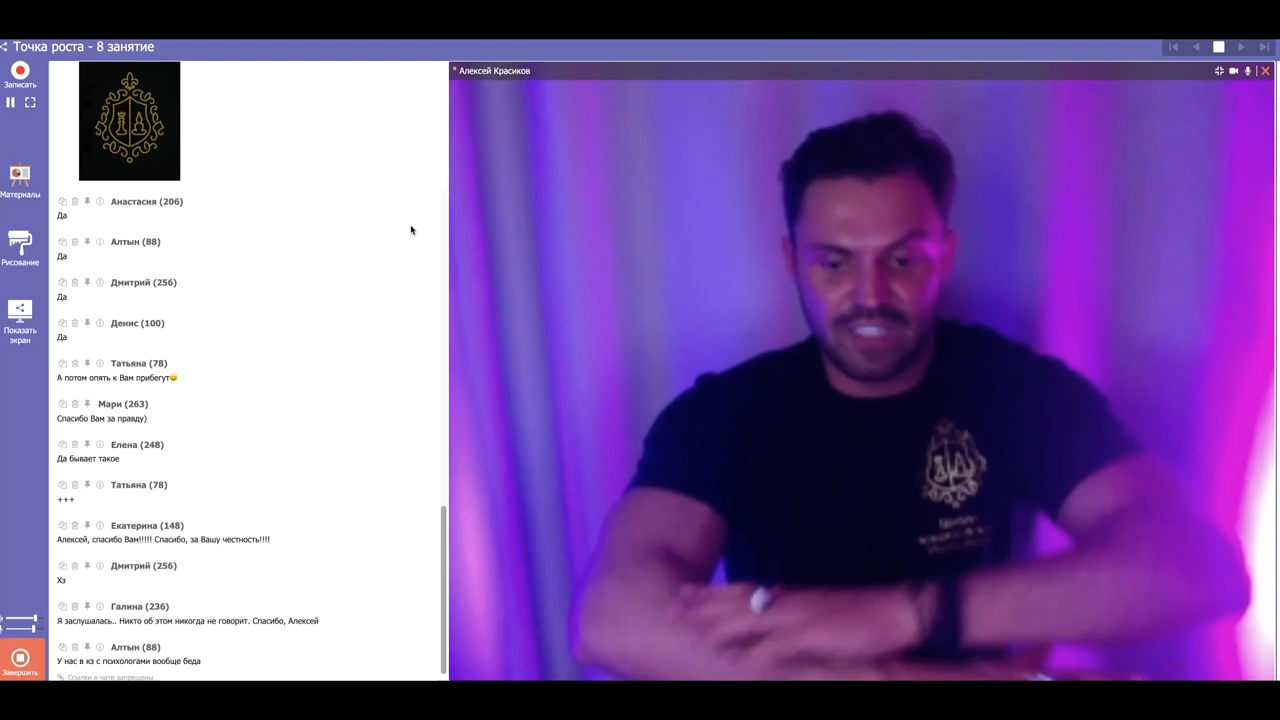 Точка роста - 8 занятие
Записать
Материалы
Рисование
Показать
экран
Завершить
Анастасия (206)
Да
Алтын (88)
Да
Дмитрий (256)
Да
Денис (100)
Да
Татьяна (78)
А потом опять к Вам прибегут😄
Мари (263)
Спасибо Вам за правду)
Елена (248)
Да бывает такое
Татьяна (78)
+++
Екатерина (148)
Алексей, спасибо Вам!!!!! Спасибо, за Вашу честность!!!!
Дмитрий (256)
Хз
Галина (236)
Я заслушалась.. Никто об этом никогда не говорит. Спасибо, Алексей
Алтын (88)
У нас в кз с психологами вообще беда
Ссылки в чате запрещены
Алексей Красиков